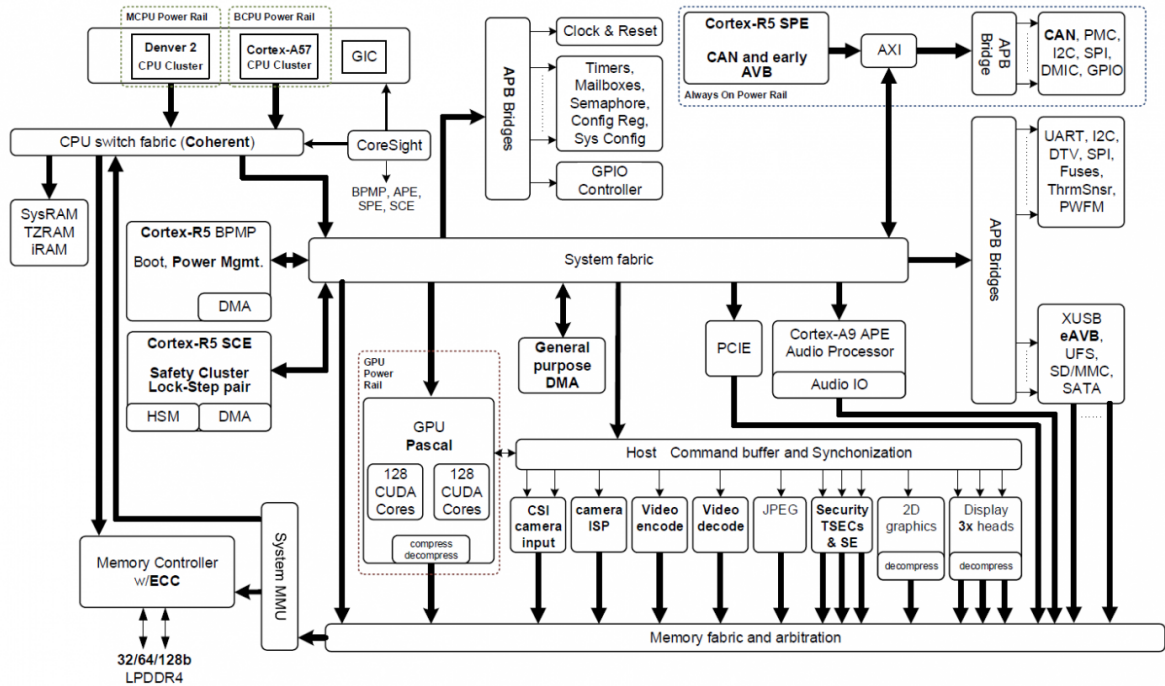 MCPU Power Rail
BCPU Power Rail
Denver 2
CPU Cluster
Cortex-A57
CPU Cluster
GIC
CPU switch fabric (Coherent)
CoreSight
BPMP, APE,
SPE, SCE
SysRAM
TZRAM
iRAM
APB Bridges
Clock & Reset
Timers,
Mailboxes,
Semaphore,
Config Reg,
Sys Config
GPIO
Controller
Cortex-R5 SPE
CAN and early
AVB
Always On Power Rail
AXI
APB
Bridge
CAN, PMC,
I2C, SPI,
DMIC, GPIO
APB Bridges
UART, I2C,
DTV, SPI,
Fuses,
ThrmSnsr,
PWFM
XUSB
eAVB,
UFS,
SD/MMC,
SATA
Cortex-R5 BPMP
Boot, Power Mgmt.
DMA
Cortex-R5 SCE
Safety Cluster
Lock-Step pair
HSM
DMA
System fabric
GPU
Power
Rail
GPU
Pascal
128
CUDA
Cores
128
CUDA
Cores
compress
decompress
General
purpose
DMA
PCIE
Cortex-A9 APE
Audio Processor
Audio IO
Host Command buffer and Synchonization
CSI
camera
input
camera
ISP
Video
encode
Video
decode
JPEG
Security
TSECs
& SE
2D
graphics
decompress
Display
3x heads
decompress
Memory Controller
w/ECC
System MMU
32/64/128b
LPDDR4
Memory fabric and arbitration